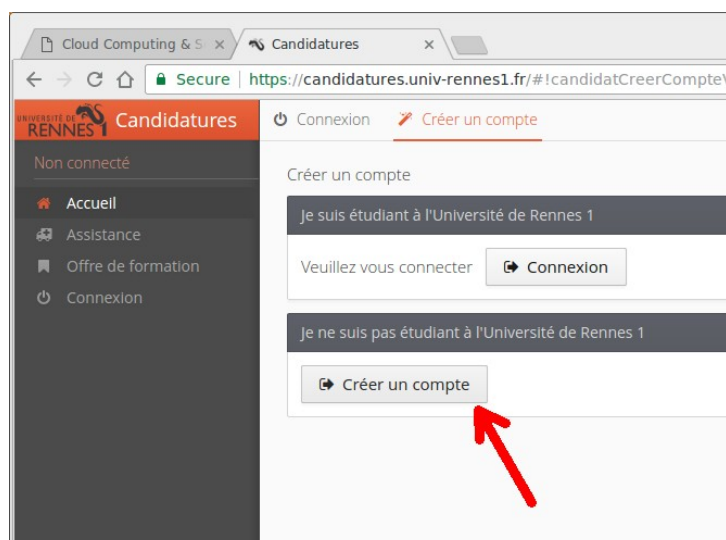 Cloud Computing & S
Candidatures
Secure
https://candidatures.univ-rennes1.fr/#!candidatCreerCompte
UNIVERSITÉ DE
RENNES 1
Candidatures
Connexion
Créer un compte
Non connecté
Accueil
Assistance
Offre de formation
Connexion
Créer un compte
Je suis étudiant à l'Université de Rennes 1
Veuillez vous connecter
Connexion
Je ne suis pas étudiant à l'Université de Rennes 1
Créer un compte